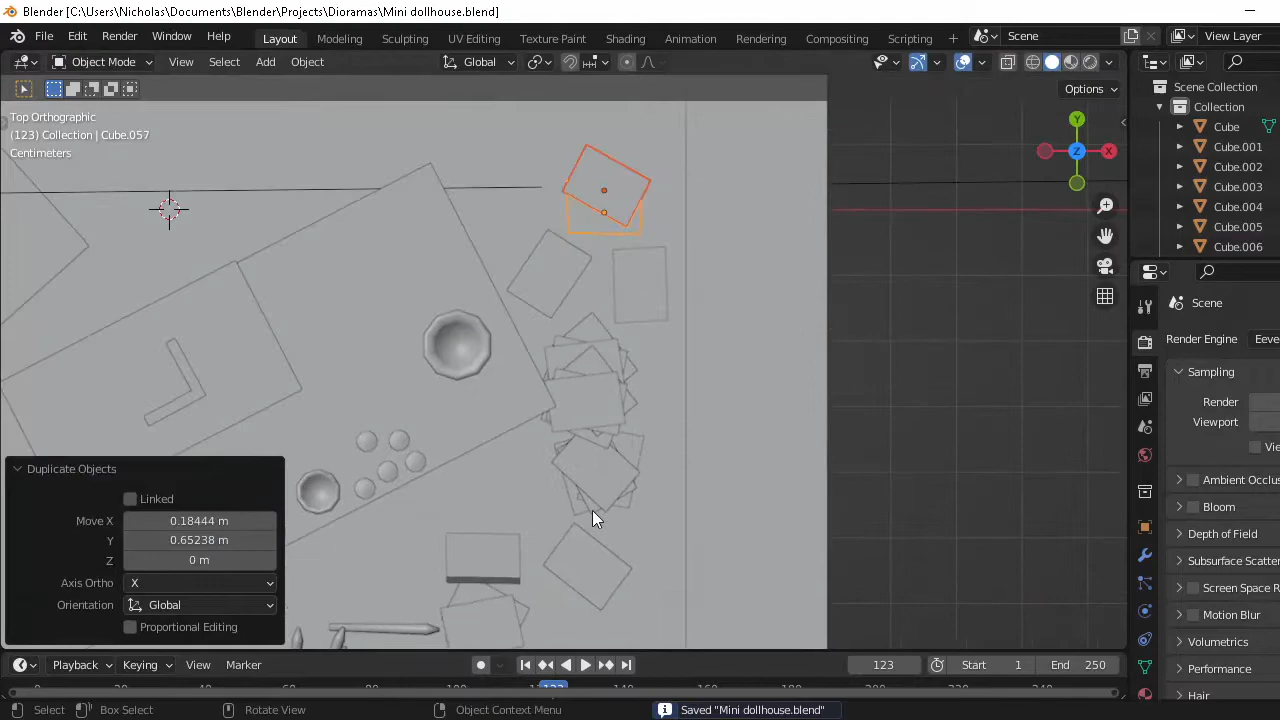 Blender [C:\Users\Nicholas\Documents\Blender\Projects\Dioramas\Mini dollhouse.blend]
File Edit Render Window Help Layout Modeling Sculpting UV Editing Texture Paint Shading Animation Rendering Compositing Scripting Scene View Layer
Object Mode View Select Add Object Global
Options
Top Orthographic
(123) Collection | Cube.057
Centimeters
Y
X
Z
Scene Collection
Collection
Cube
Cube.001
Cube.002
Cube.003
Cube.004
Cube.005
Cube.006
Scene
Render Engine Eeve
Sampling
Render
Viewport
Vie
Ambient Occlus
Bloom
Depth of Field
Subsurface Scatter
Screen Space R
Motion Blur
Volumetrics
Performance
Hair
Duplicate Objects
Linked
Move X 0.18444 m
Y 0.65238 m
Z 0 m
Axis Ortho X
Orientation Global
Proportional Editing
Playback Keying View Marker 123 Start 1 End 250
Select Box Select Rotate View Object Context Menu Saved "Mini dollhouse.blend"